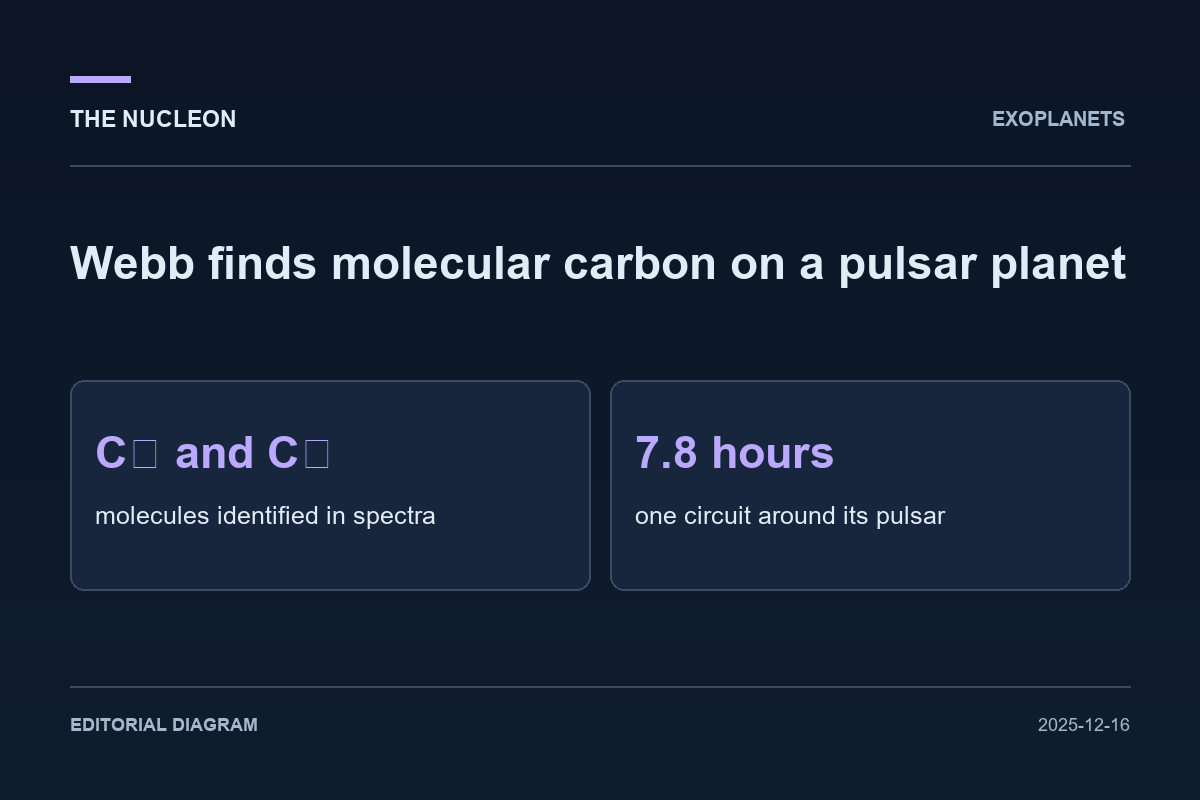 THE NUCLEON
EXOPLANETS
Webb finds molecular carbon on a pulsar planet
C□ and C□
molecules identified in spectra
7.8 hours
one circuit around its pulsar
EDITORIAL DIAGRAM
2025-12-16